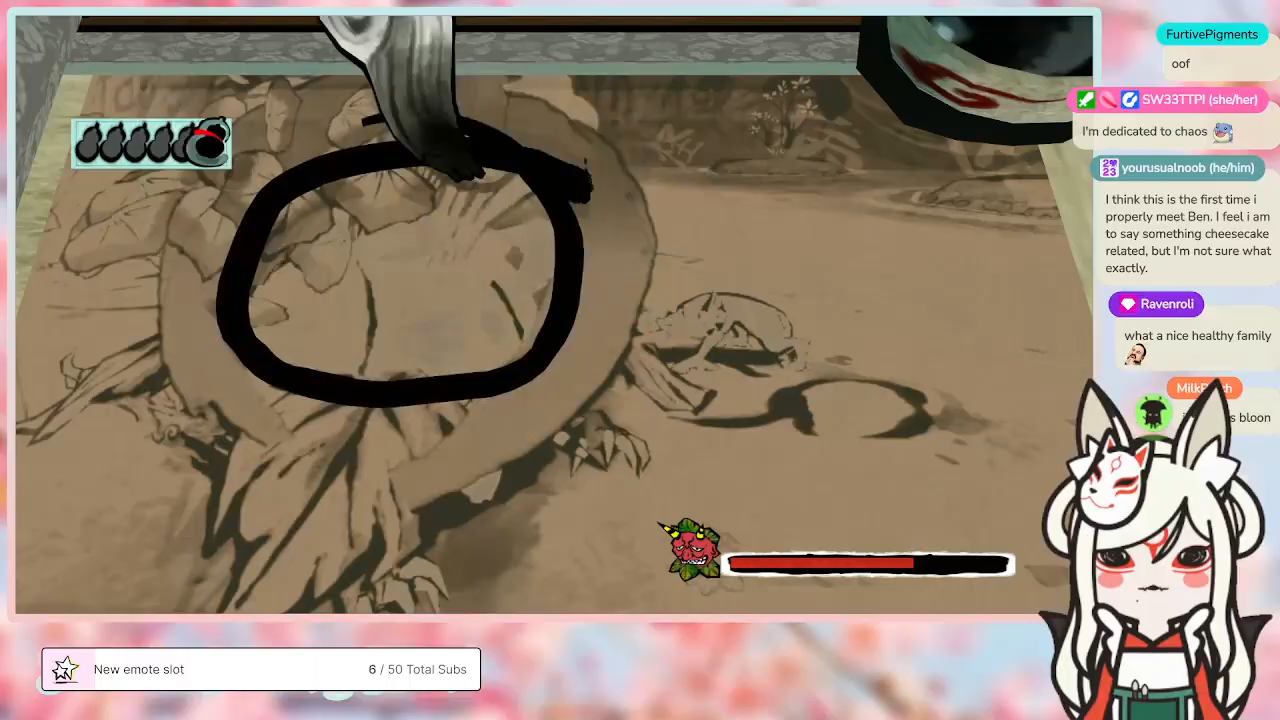 FurtivePigments
oof
SW33TTPI (she/her)
I'm dedicated to chaos
2
23
yourusualnoob (he/him)
I think this is the first time i
properly meet Ben. I feel i am
to say something cheesecake
related, but I'm not sure what
exactly.
Ravenroli
what a nice healthy family
bloon
New emote slot
6 / 50 Total Subs